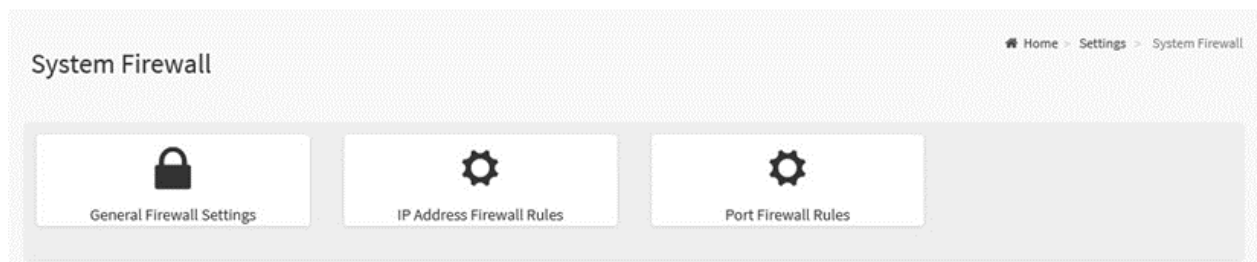 Home > Settings > System Firewall
System Firewall
General Firewall Settings
IP Address Firewall Rules
Port Firewall Rules